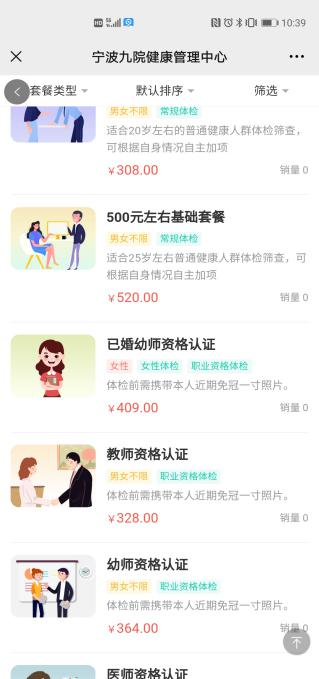 HD 5G 10:39
宁波九院健康管理中心
套餐类型 默认排序 筛选
男女不限 常规体检
适合20岁左右的普通健康人群体检筛查，
可根据自身情况自主加项
￥308.00 销量 0
500元左右基础套餐
男女不限 常规体检
适合25岁左右普通健康人群体检筛查，可
根据自身情况自主加项
￥520.00 销量 0
已婚幼师资格认证
女性 女性体检 职业资格体检
体检前需携带本人近期免冠一寸照片。
￥409.00 销量 0
教师资格认证
男女不限 职业资格体检
体检前需携带本人近期免冠一寸照片。
￥328.00 销量 0
幼师资格认证
男女不限 职业资格体检
体检前需携带本人近期免冠一寸照片。
￥364.00 销量 0
医师资格认证